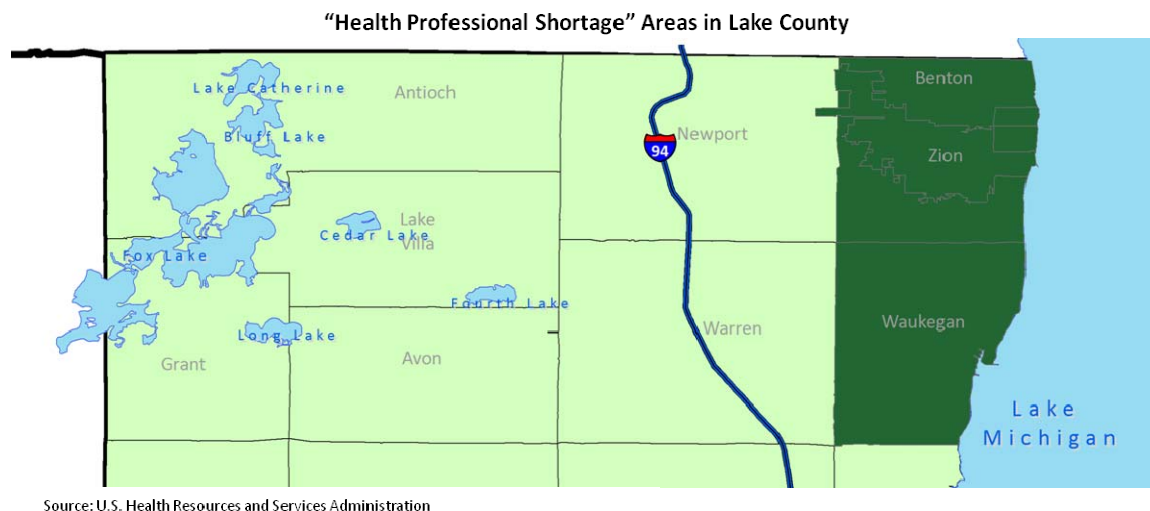 “Health Professional Shortage” Areas in Lake County
Benton
Lake Catherine
Antioch
Bluff Lake
Newport
94
Zion
Lake
Villa
Cedar Lake
Fox Lake
Fourth Lake
Long Lake
Warren
Waukegan
Grant
Avon
Lake
Michigan
Source: U.S. Health Resources and Services Administration